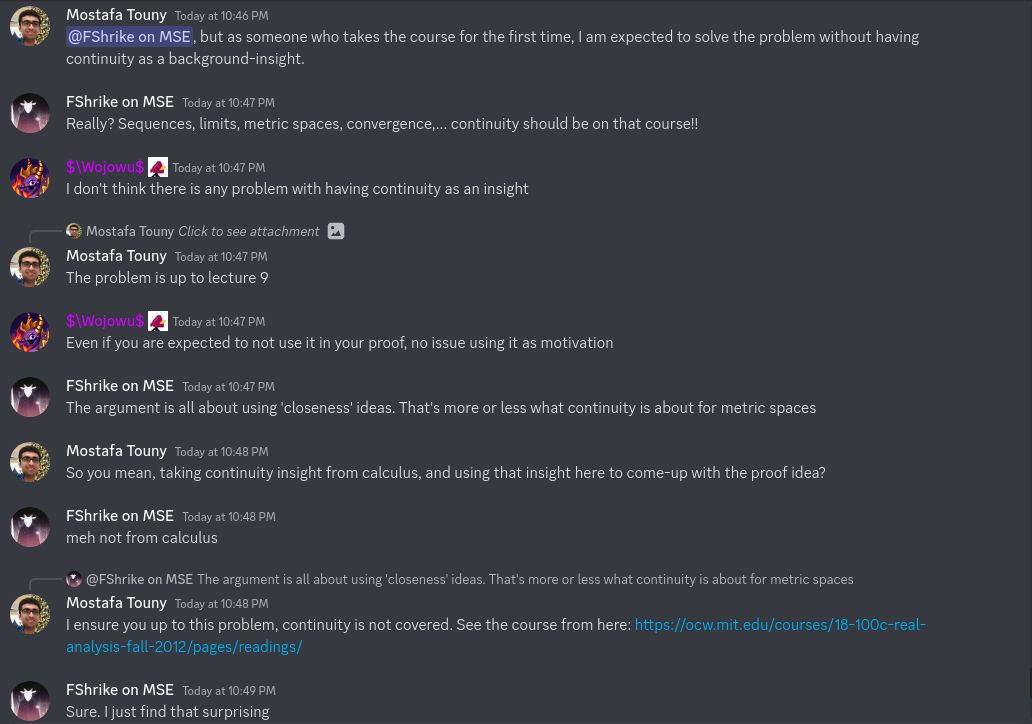 Mostafa Touny Today at 10:46 PM
@FShrike on MSE, but as someone who takes the course for the first time, I am expected to solve the problem without having
continuity as a background-insight.
FShrike on MSE Today at 10:47 PM
Really? Sequences, limits, metric spaces, convergence,... continuity should be on that course!!
$\Wojowu$ Today at 10:47 PM
I don't think there is any problem with having continuity as an insight
Mostafa Touny Click to see attachment
Mostafa Touny Today at 10:47 PM
The problem is up to lecture 9
$\Wojowu$ Today at 10:47 PM
Even if you are expected to not use it in your proof, no issue using it as motivation
FShrike on MSE Today at 10:47 PM
The argument is all about using 'closeness' ideas. That's more or less what continuity is about for metric spaces
Mostafa Touny Today at 10:48 PM
So you mean, taking continuity insight from calculus, and using that insight here to come-up with the proof idea?
FShrike on MSE Today at 10:48 PM
meh not from calculus
@FShrike on MSE The argument is all about using 'closeness' ideas. That's more or less what continuity is about for metric spaces
Mostafa Touny Today at 10:48 PM
I ensure you up to this problem, continuity is not covered. See the course from here: https://ocw.mit.edu/courses/18-100c-real-
analysis-fall-2012/pages/readings/
FShrike on MSE Today at 10:49 PM
Sure. I just find that surprising